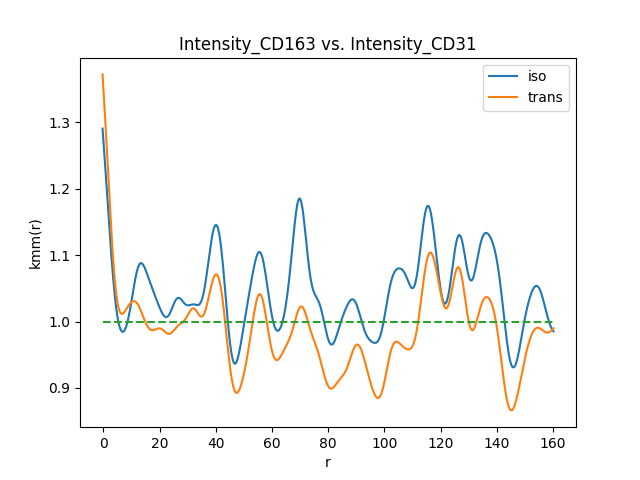 Intensity_CD163 vs. Intensity_CD31
iso
trans
kmm(r)
1.3
1.2
1.1
1.0
0.9
0 20 40 60 80 100 120 140 160
r